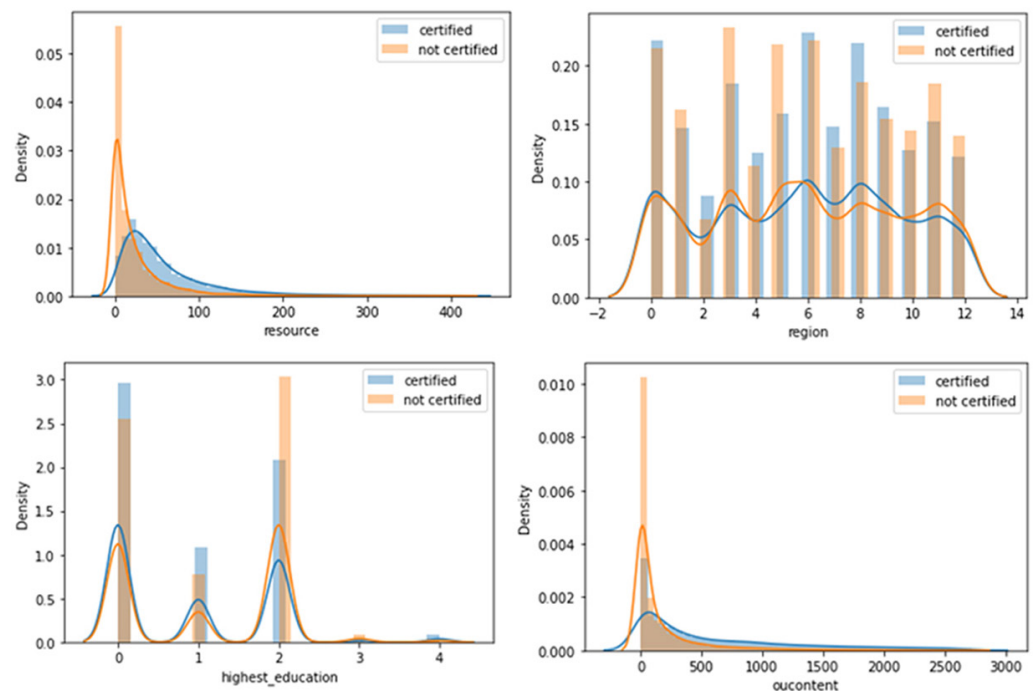 certified
not certified
0.05
0.04
0.03
0.02
0.01
0.00
Density
0 100 200 300 400
resource
certified
not certified
0.20
0.15
0.10
0.05
0.00
Density
−2 0 2 4 6 8 10 12 14
region
certified
not certified
3.0
2.5
2.0
1.5
1.0
0.5
0.0
Density
0 1 2 3 4
highest_education
certified
not certified
0.010
0.008
0.006
0.004
0.002
0.000
Density
0 500 1000 1500 2000 2500 3000
oucontent